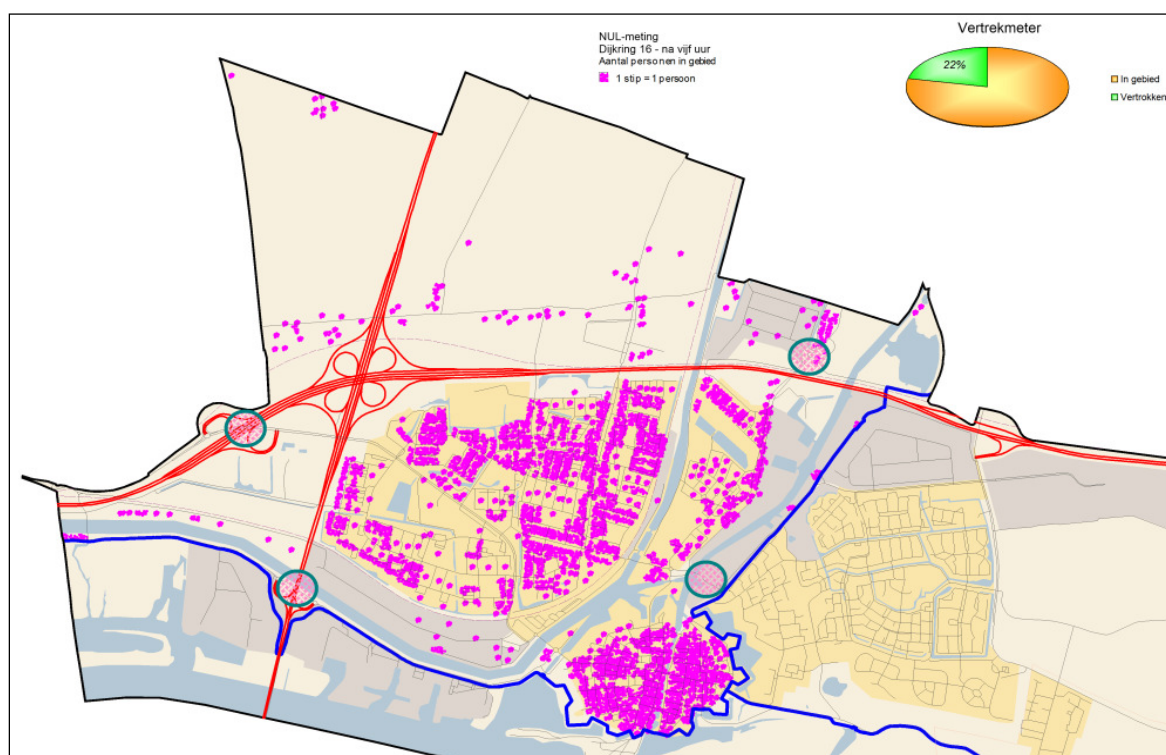 NUL-meting
Dijkring 16 - na vijf uur
Aantal personen in gebied
1 stip = 1 persoon
Vertrekmeter
22%
In gebied
Vertrokken